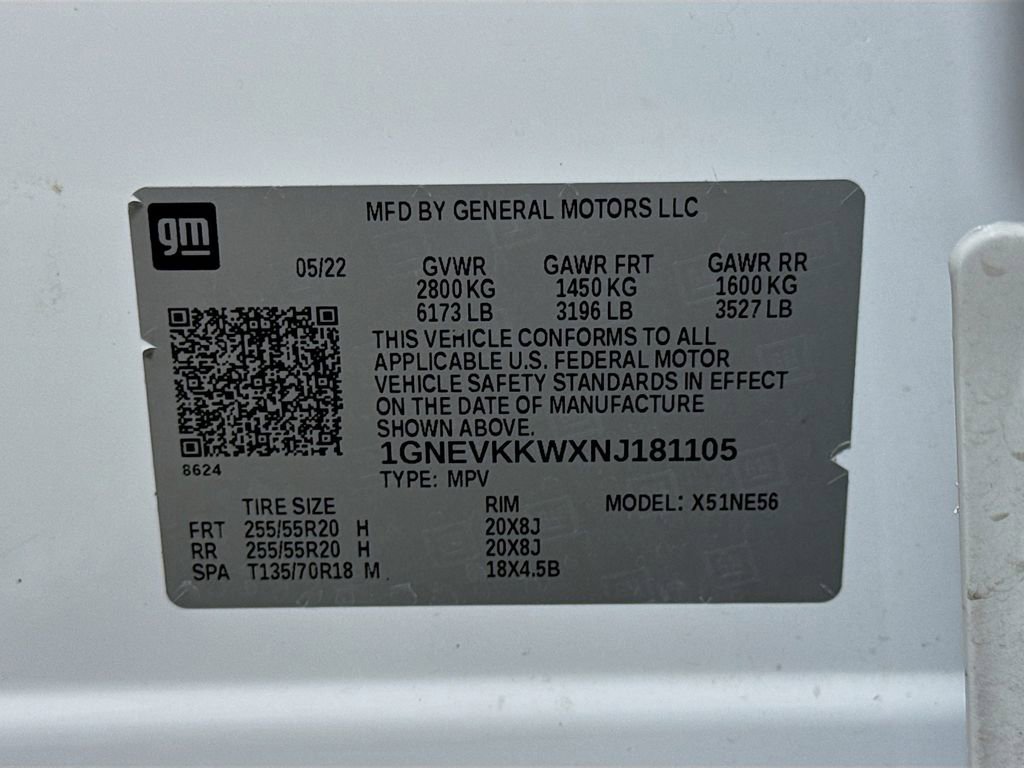 gm
MFD BY GENERAL MOTORS LLC
05/22 GVWR GAWR FRT GAWR RR
2800 KG 1450 KG 1600 KG
6173 LB 3196 LB 3527 LB
THIS VEHICLE CONFORMS TO ALL
APPLICABLE U.S. FEDERAL MOTOR
VEHICLE SAFETY STANDARDS IN EFFECT
ON THE DATE OF MANUFACTURE
SHOWN ABOVE.
1GNEVKKWXNJ181105
8624
TYPE: MPV
TIRE SIZE RIM MODEL: X51NE56
FRT 255/55R20 H 20X8J
RR 255/55R20 H 20X8J
SPA T135/70R18 M 18X4.5B